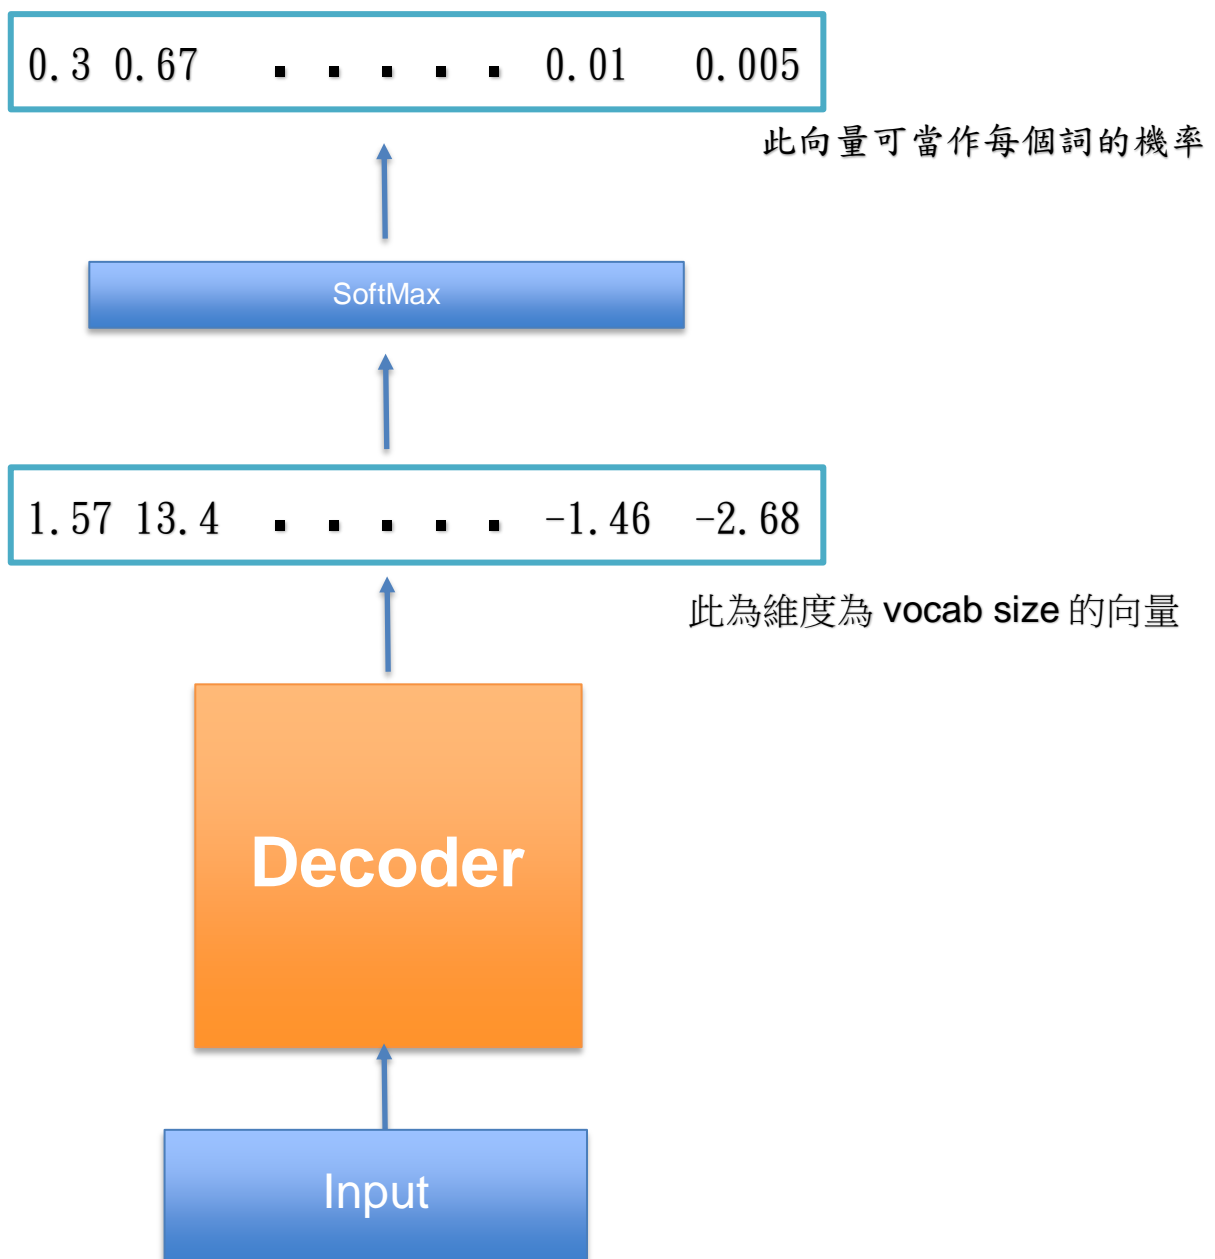 0.3 0.67 . . . . . 0.01 0.005
此向量可當作每個詞的機率
SoftMax
1.57 13.4 . . . . . -1.46 -2.68
此為維度為 vocab size 的向量
Decoder
Input